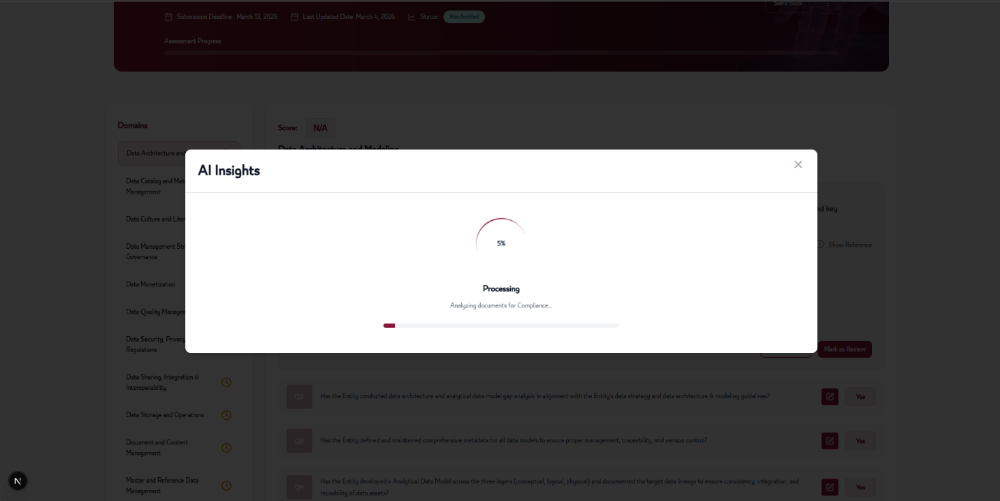 Send Back
Submission Deadline : March 13, 2026
Last Updated Date: March 4, 2026
Status:
Resubmitted
Assessment Progress
Domains
Score:
N/A
Data Architecture and Modeling
Data Architecture and
Data Catalog and Met
Management
Data Culture and Liter
Data Management Str
Governance
Data Monetization
Data Quality Managem
Data Security, Privacy
Regulations
Data Sharing, Integration &
Interoperability
Data Storage and Operations
Document and Content
Management
Master and Reference Data
Management
AI Insights
5%
Processing
Analyzing documents for Compliance...
d key
Show Reference
Mark as Review
Q2
Has the Entity conducted data architecture and analytical data model gap analysis in alignment with the Entity's data strategy and data architecture & modeling guidelines?
Yes
Q3
Has the Entity defined and maintained comprehensive metadata for all data models to ensure proper management, traceability, and version control?
Yes
Q4
Has the Entity developed a Analytical Data Model across the three layers (conceptual, logical, physical) and documented the target data lineage to ensure consistency, integration, and
reusability of data assets?
Yes
N